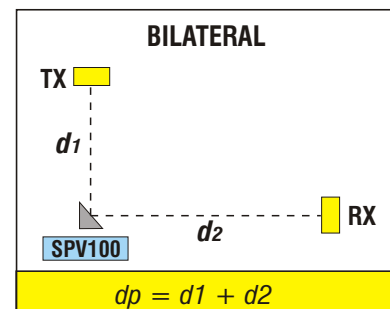 BILATERAL
TX
d1
RX
d2
SPV100
dp = d1 + d2